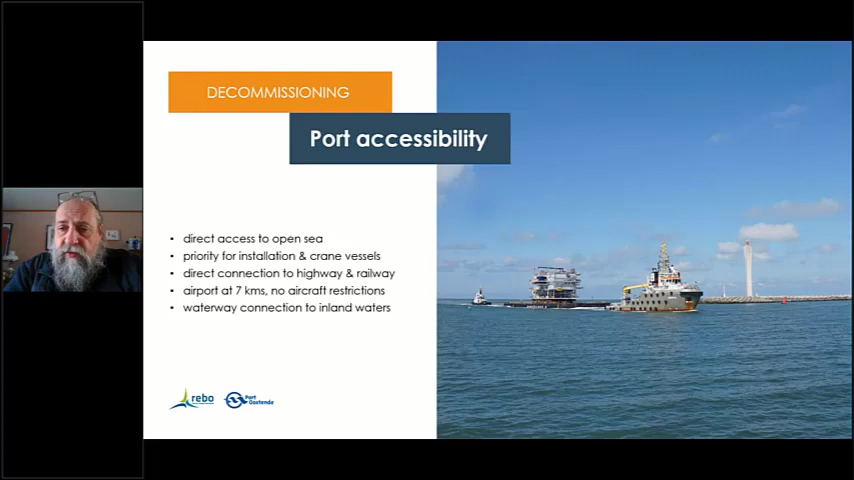 DECOMMISSIONING
Port accessibility
• direct access to open sea
• priority for installation & crane vessels
• direct connection to highway & railway
• airport at 7 kms, no aircraft restrictions
• waterway connection to inland waters
rebo
Port
Oostende